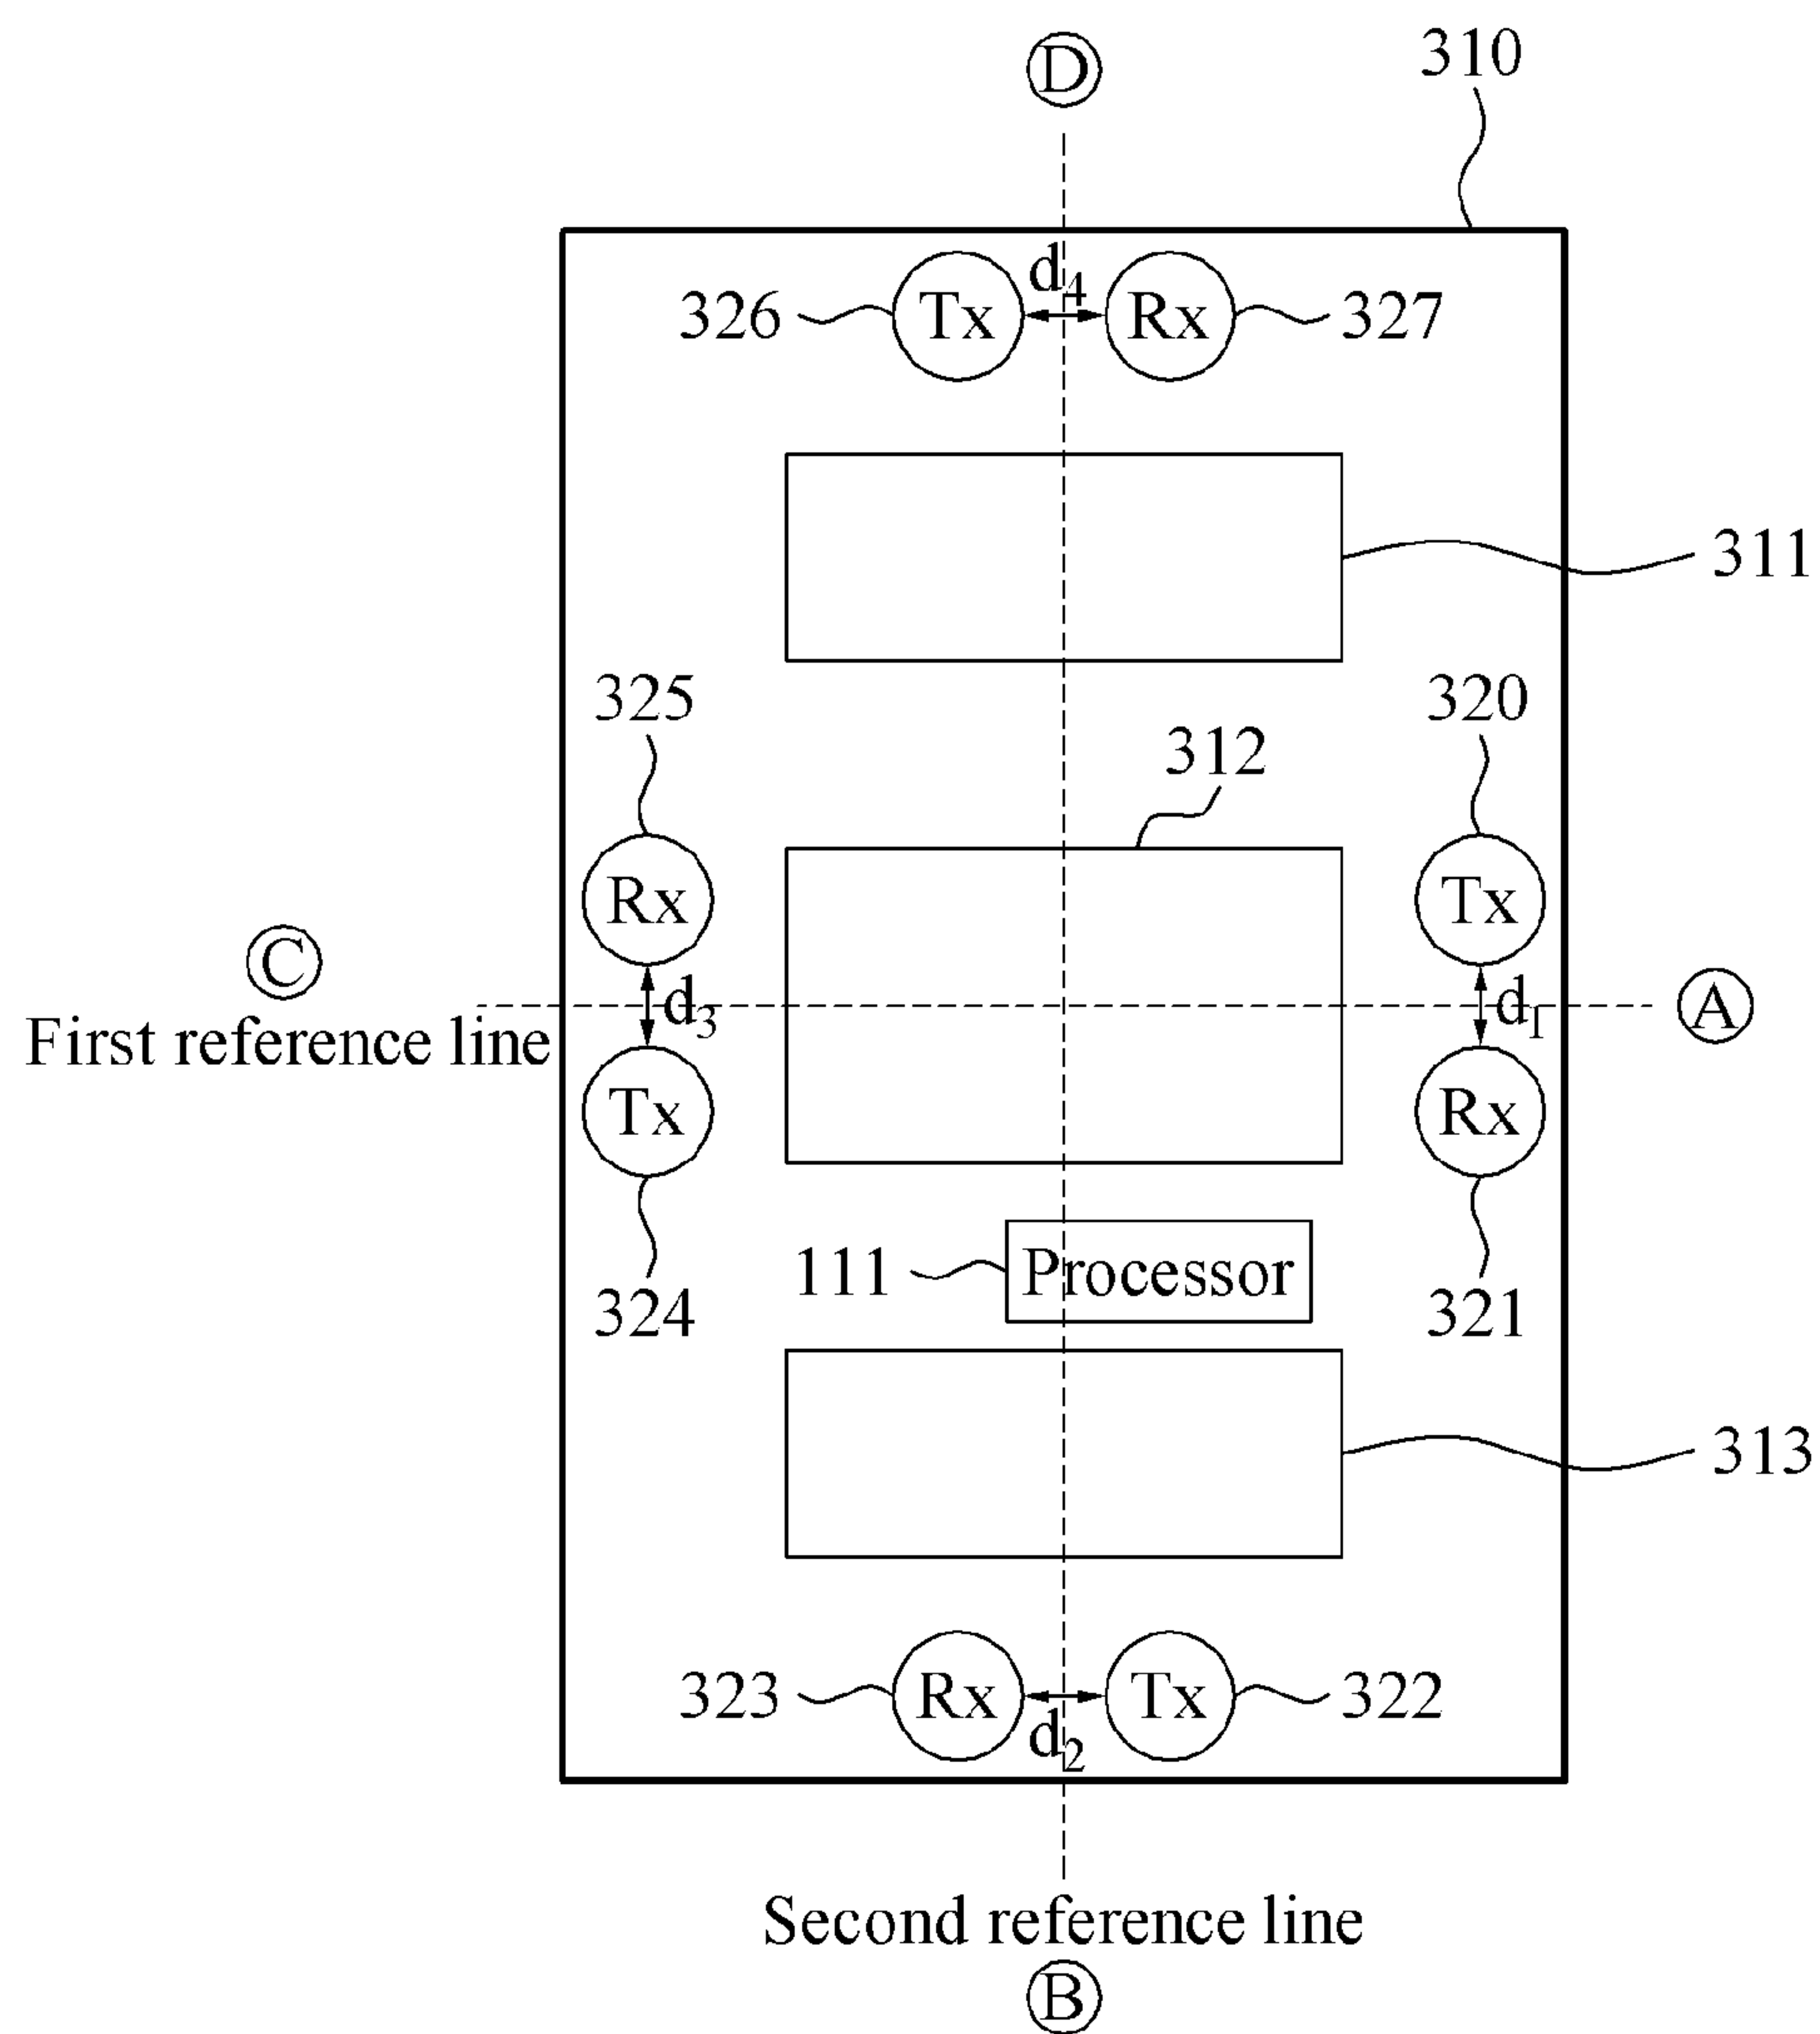 310
D
d4
326 Tx Rx 327
311
325 320
312
Rx Tx
C
First reference line
d3 d1
A
Tx Rx
111 Processor
324 321
313
323 Rx Tx 322
d2
Second reference line
B